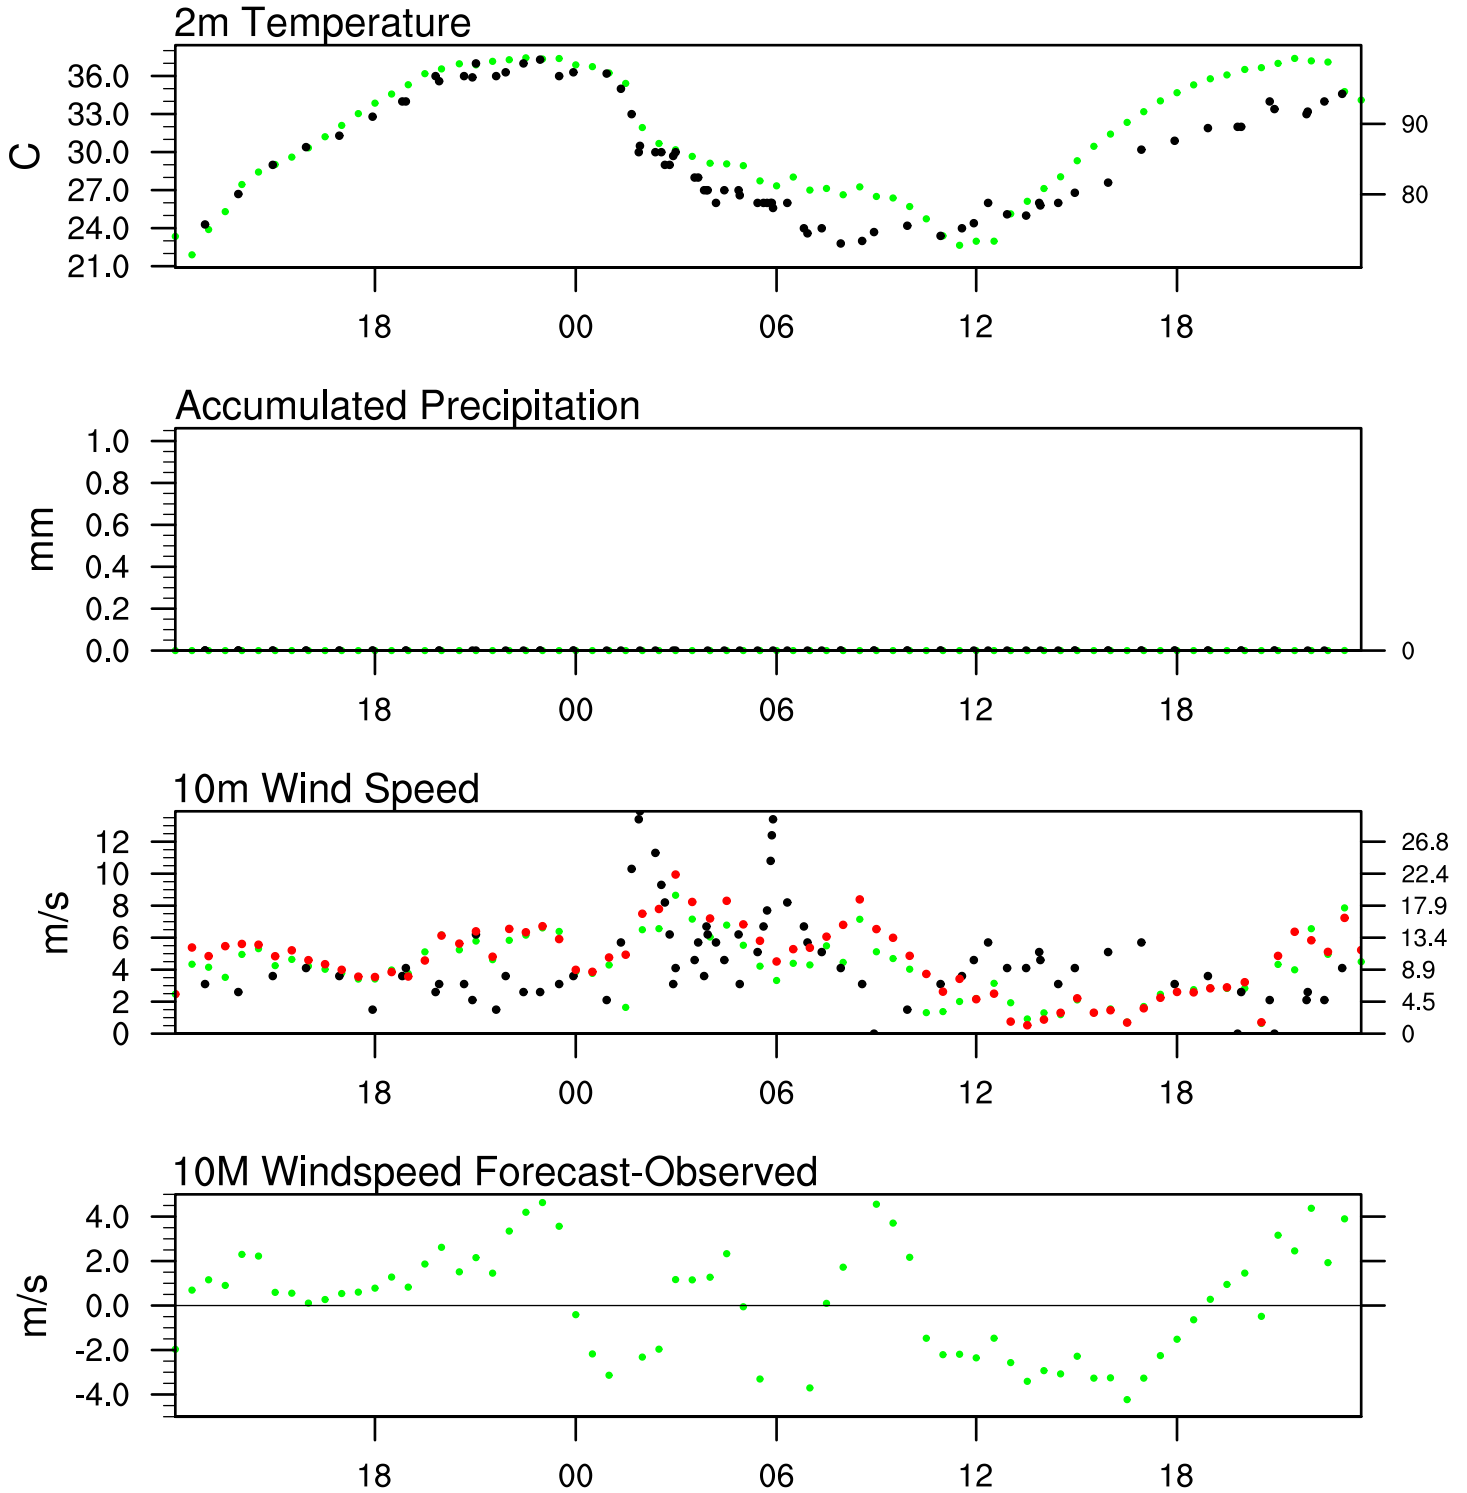 2m Temperature
36.0
33.0
90
30.0
C
27.0
80
24.0
21.0
18 00 06 12 18
Accumulated Precipitation
1.0
0.8
0.6
mm
0.4
0.2
0.0
0
18 00 06 12 18
10m Wind Speed
12
26.8
10
22.4
8
17.9
m/s
6
13.4
4
8.9
2
4.5
0
0
18 00 06 12 18
10M Windspeed Forecast-Observed
4.0
2.0
m/s
0.0
-2.0
-4.0
18 00 06 12 18